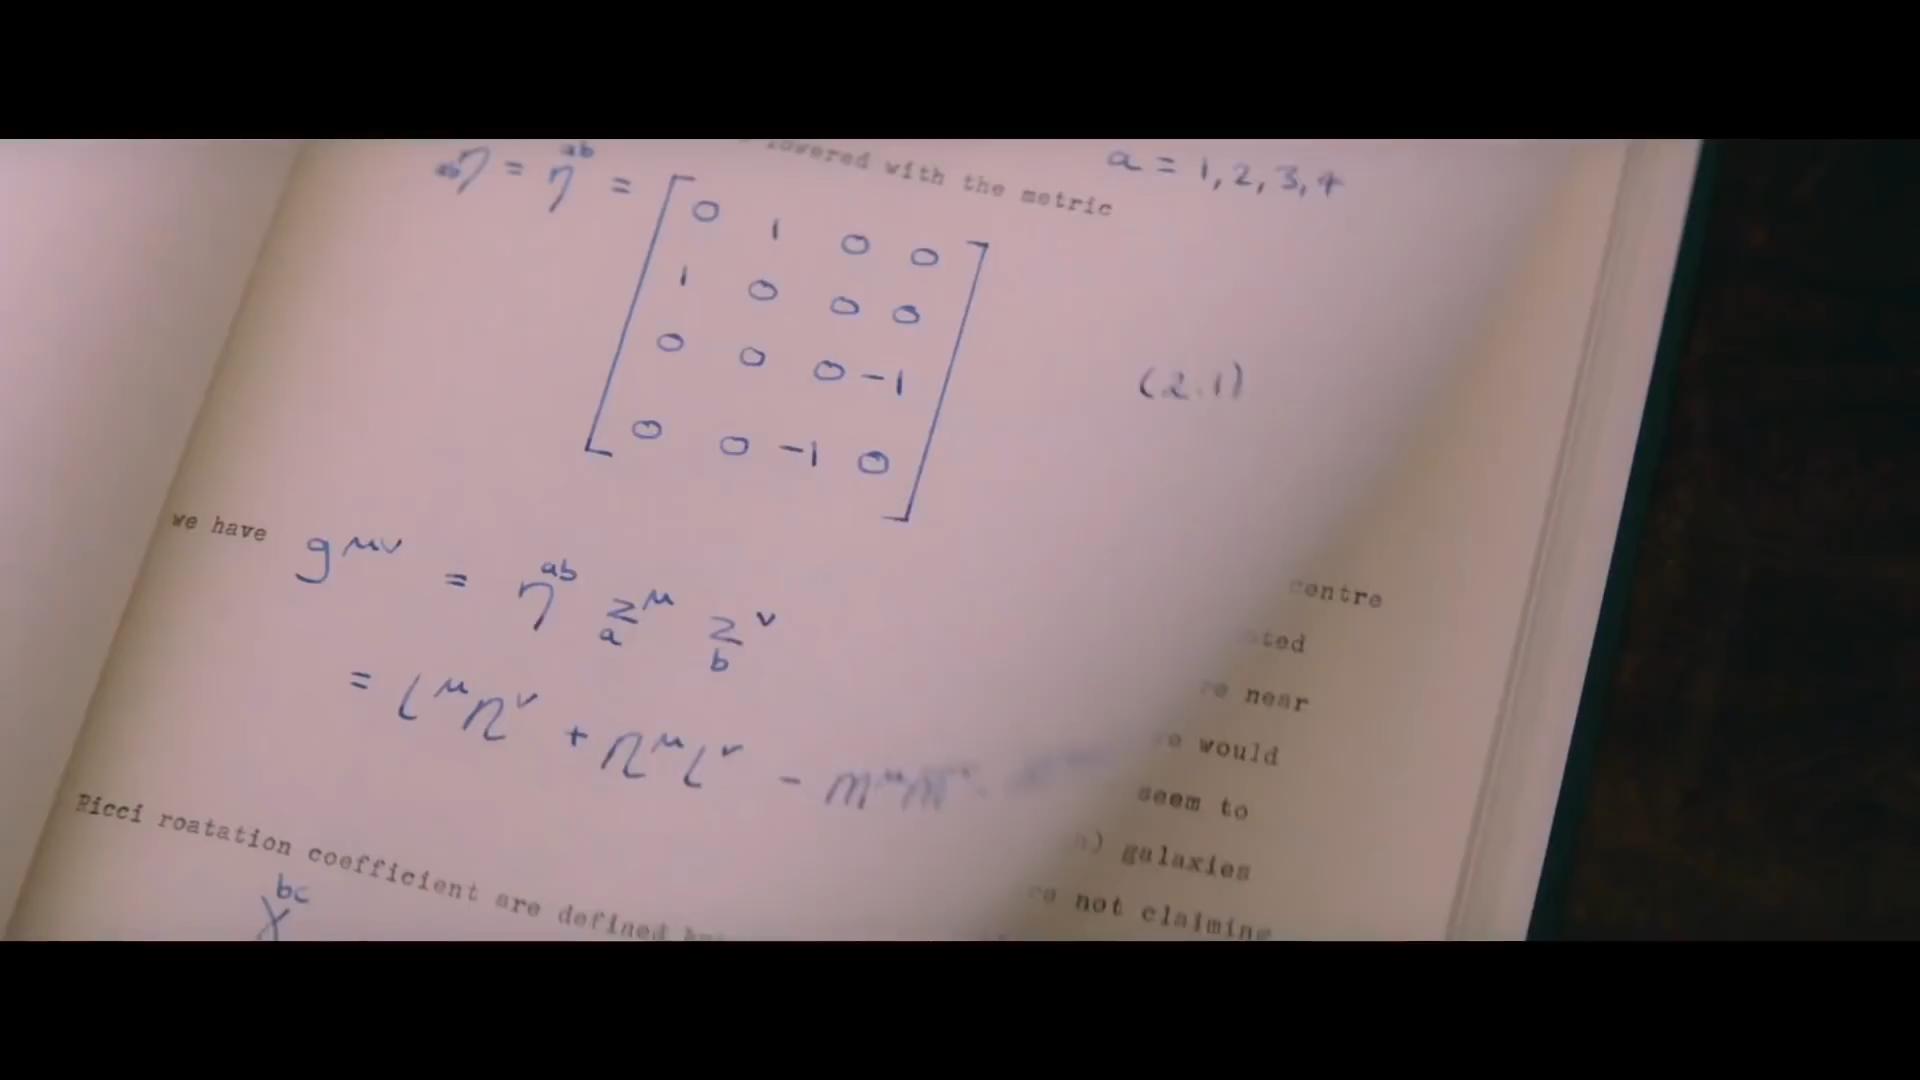 lowered with the metric
a = 1, 2, 3, 4
abη = η^ab = [0 1 0 0
1 0 0 0
0 0 0 -1
0 0 -1 0]
(2.1)
we have g^μν = η^ab z_a^μ z_b^ν
= l^μ n^ν + n^μ l^ν - m^μ m̄^ν -
Ricci roatation coefficient are defined
γ^bc
centre
near
would
seem to
galaxies
not claiming